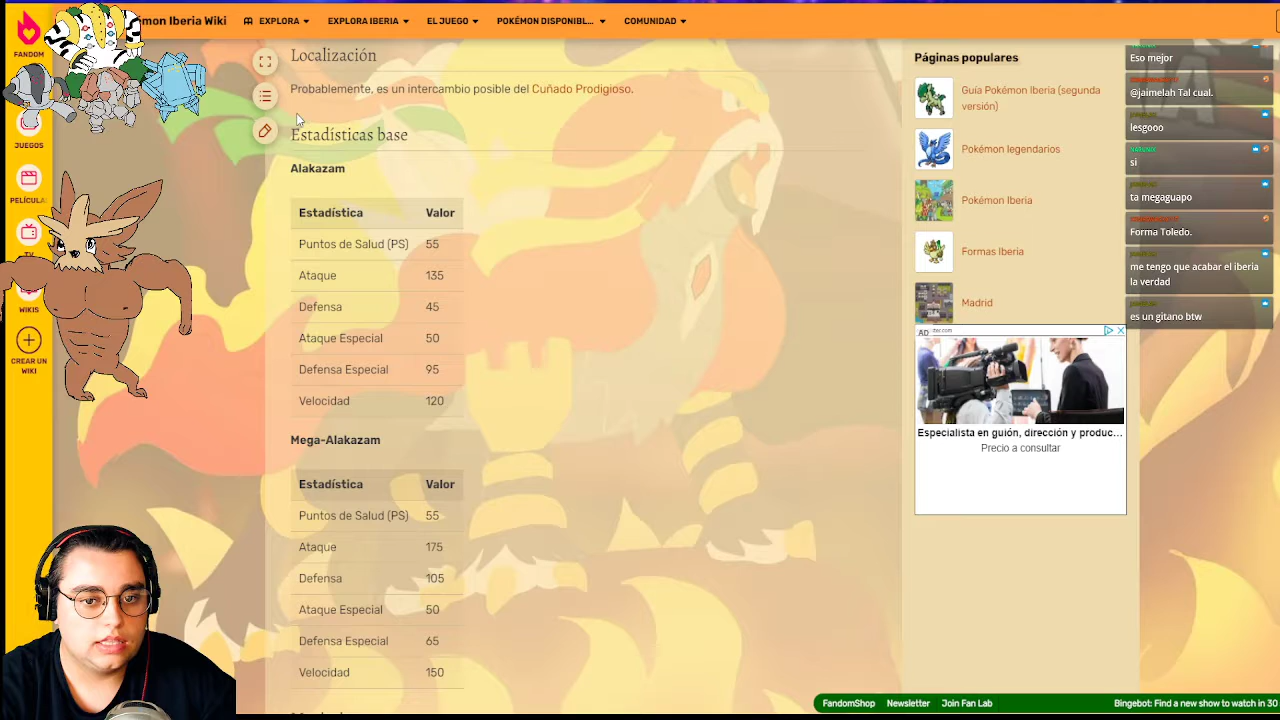 món Iberia Wiki
EXPLORA
EXPLORA IBERIA
EL JUEGO
POKÉMON DISPONIBL...
COMUNIDAD
FANDOM
JUEGOS
PELÍCULA
TV
WIKIS
CREAR UN
WIKI
Localización
Probablemente, es un intercambio posible del Cuñado Prodigioso.
Estadísticas base
Alakazam
Estadística Valor
Puntos de Salud (PS) 55
Ataque 135
Defensa 45
Ataque Especial 50
Defensa Especial 95
Velocidad 120
Mega-Alakazam
Estadística Valor
Puntos de Salud (PS) 55
Ataque 175
Defensa 105
Ataque Especial 50
Defensa Especial 65
Velocidad 150
Páginas populares
Guía Pokémon Iberia (segunda
versión)
Pokémon legendarios
Pokémon Iberia
Formas Iberia
Madrid
AD
Especialista en guión, dirección y produc...
Precio a consultar
Eso mejor
@jaimelah Tal cual.
lesgooo
si
ta megaguapo
Forma Toledo.
me tengo que acabar el iberia
la verdad
es un gitano btw
FandomShop Newsletter Join Fan Lab
Bingebot: Find a new show to watch in 30